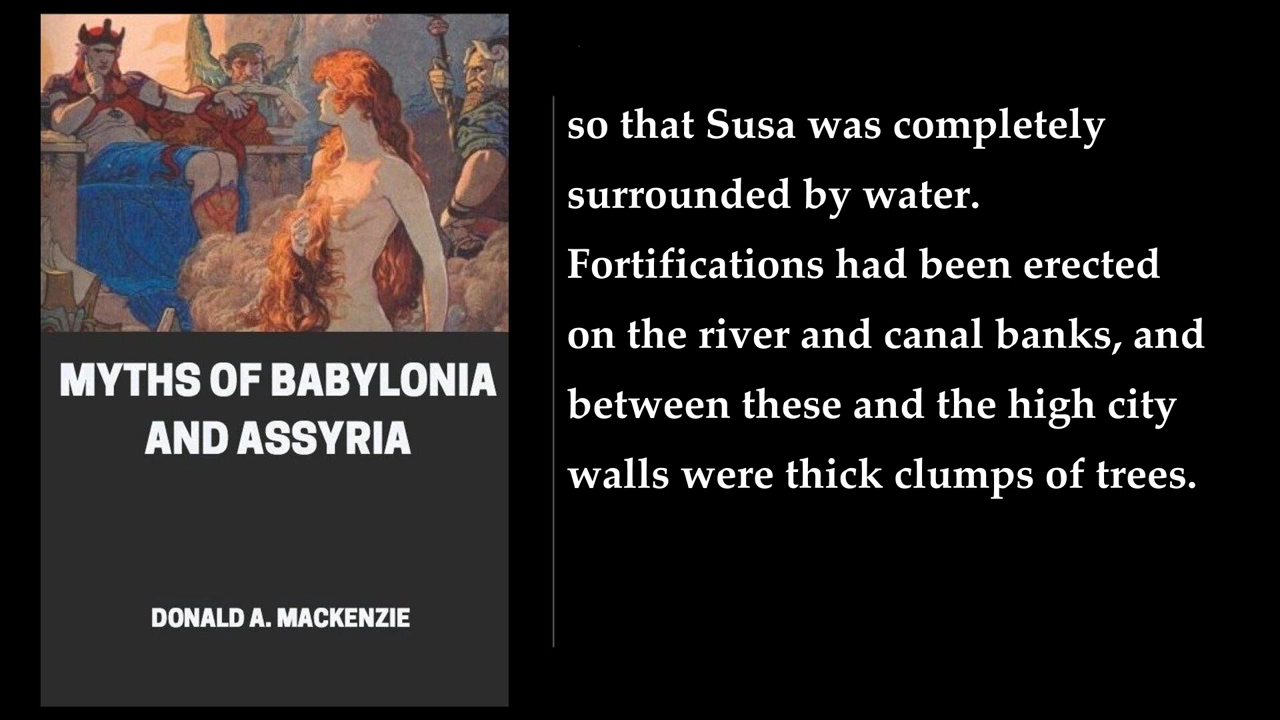 MYTHS OF BABYLONIA
AND ASSYRIA
DONALD A. MACKENZIE
so that Susa was completely
surrounded by water.
Fortifications had been erected
on the river and canal banks, and
between these and the high city
walls were thick clumps of trees.